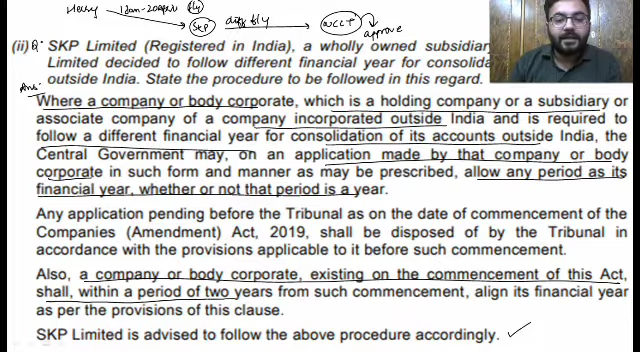 diff fly
SKP
NCLT
approve
(ii) Q: SKP Limited (Registered in India), a wholly owned subsidiary
Limited decided to follow different financial year for consolida
outside India. State the procedure to be followed in this regard.
Ans:
Where a company or body corporate, which is a holding company or a subsidiary or
associate company of a company incorporated outside India and is required to
follow a different financial year for consolidation of its accounts outside India, the
Central Government may, on an application made by that company or body
corporate in such form and manner as may be prescribed, allow any period as its
financial year, whether or not that period is a year.
Any application pending before the Tribunal as on the date of commencement of the
Companies (Amendment) Act, 2019, shall be disposed of by the Tribunal in
accordance with the provisions applicable to it before such commencement.
Also, a company or body corporate, existing on the commencement of this Act,
shall, within a period of two years from such commencement, align its financial year
as per the provisions of this clause.
SKP Limited is advised to follow the above procedure accordingly.